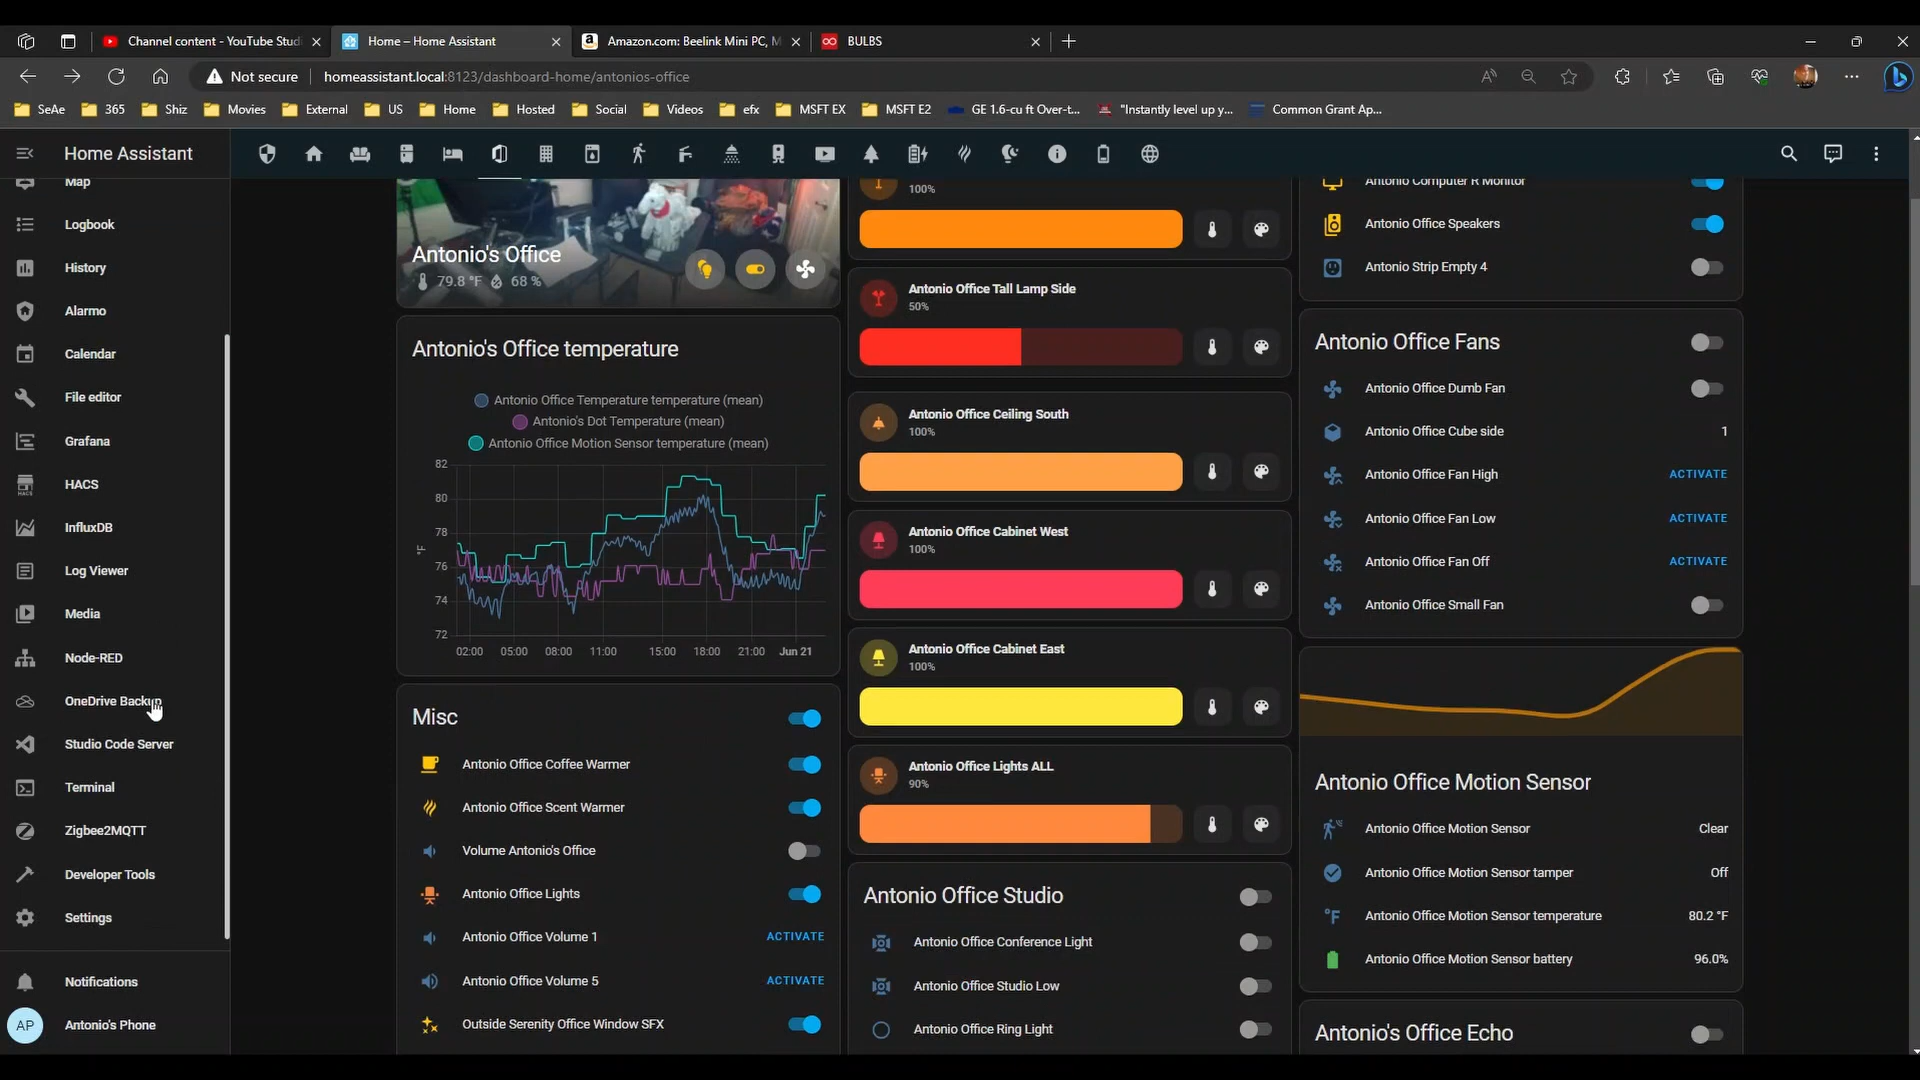 Channel content - YouTube Studi
Home – Home Assistant
Amazon.com: Beelink Mini PC, M
BULBS
Not secure
homeassistant.local:8123/dashboard-home/antonios-office
SeAe
365
Shiz
Movies
External
US
Home
Hosted
Social
Videos
efx
MSFT EX
MSFT E2
GE 1.6-cu ft Over-t...
"Instantly level up y...
Common Grant Ap...
Home Assistant
Map
Logbook
History
Alarmo
Calendar
File editor
Grafana
HACS
HACS
InfluxDB
Log Viewer
Media
Node-RED
OneDrive Backup
Studio Code Server
Terminal
Zigbee2MQTT
Developer Tools
Settings
Notifications
AP
Antonio's Phone
Antonio's Office
79.8 °F 68 %
Antonio's Office temperature
Antonio Office Temperature temperature (mean)
Antonio's Dot Temperature (mean)
Antonio Office Motion Sensor temperature (mean)
82
80
78
76
74
72
°F
02:00 05:00 08:00 11:00 15:00 18:00 21:00 Jun 21
Misc
Antonio Office Coffee Warmer
Antonio Office Scent Warmer
Volume Antonio's Office
Antonio Office Lights
Antonio Office Volume 1 ACTIVATE
Antonio Office Volume 5 ACTIVATE
Outside Serenity Office Window SFX
100%
Antonio Office Tall Lamp Side
50%
Antonio Office Ceiling South
100%
Antonio Office Cabinet West
100%
Antonio Office Cabinet East
100%
Antonio Office Lights ALL
90%
Antonio Office Studio
Antonio Office Conference Light
Antonio Office Studio Low
Antonio Office Ring Light
Antonio Computer R Monitor
Antonio Office Speakers
Antonio Strip Empty 4
Antonio Office Fans
Antonio Office Dumb Fan
Antonio Office Cube side 1
Antonio Office Fan High ACTIVATE
Antonio Office Fan Low ACTIVATE
Antonio Office Fan Off ACTIVATE
Antonio Office Small Fan
Antonio Office Motion Sensor
Antonio Office Motion Sensor Clear
Antonio Office Motion Sensor tamper Off
°F Antonio Office Motion Sensor temperature 80.2 °F
Antonio Office Motion Sensor battery 96.0%
Antonio's Office Echo